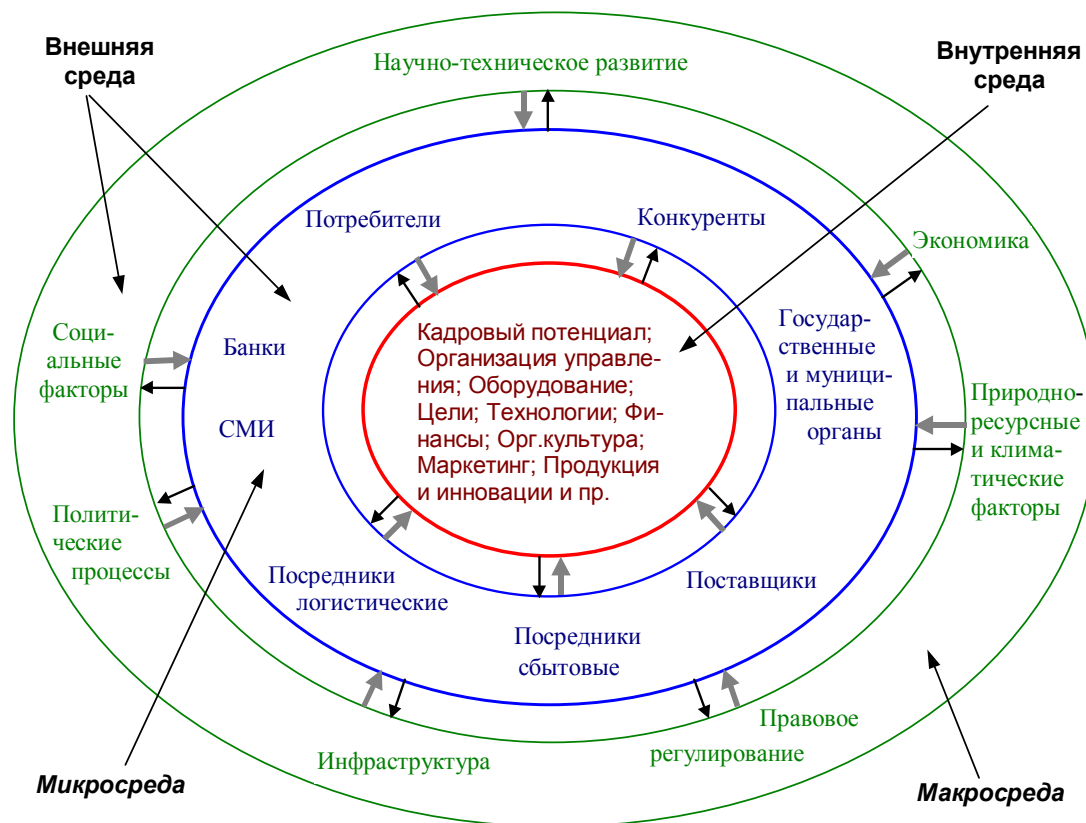 Внешняя
среда
Внутренняя
среда
Научно-техническое развитие
Потребители
Конкуренты
Экономика
Социа-
льные
факторы
Банки
СМИ
Кадровый потенциал;
Организация управле-
ния; Оборудование;
Цели; Технологии; Фи-
нансы; Орг.культура;
Маркетинг; Продукция
и инновации и пр.
Государ-
ственные
и муници-
пальные
органы
Природно-
ресурсные
и клима-
тические
факторы
Полити-
ческие
процессы
Посредники
логистические
Посредники
сбытовые
Поставщики
Инфраструктура
Правовое
регулирование
Микросреда
Макросреда